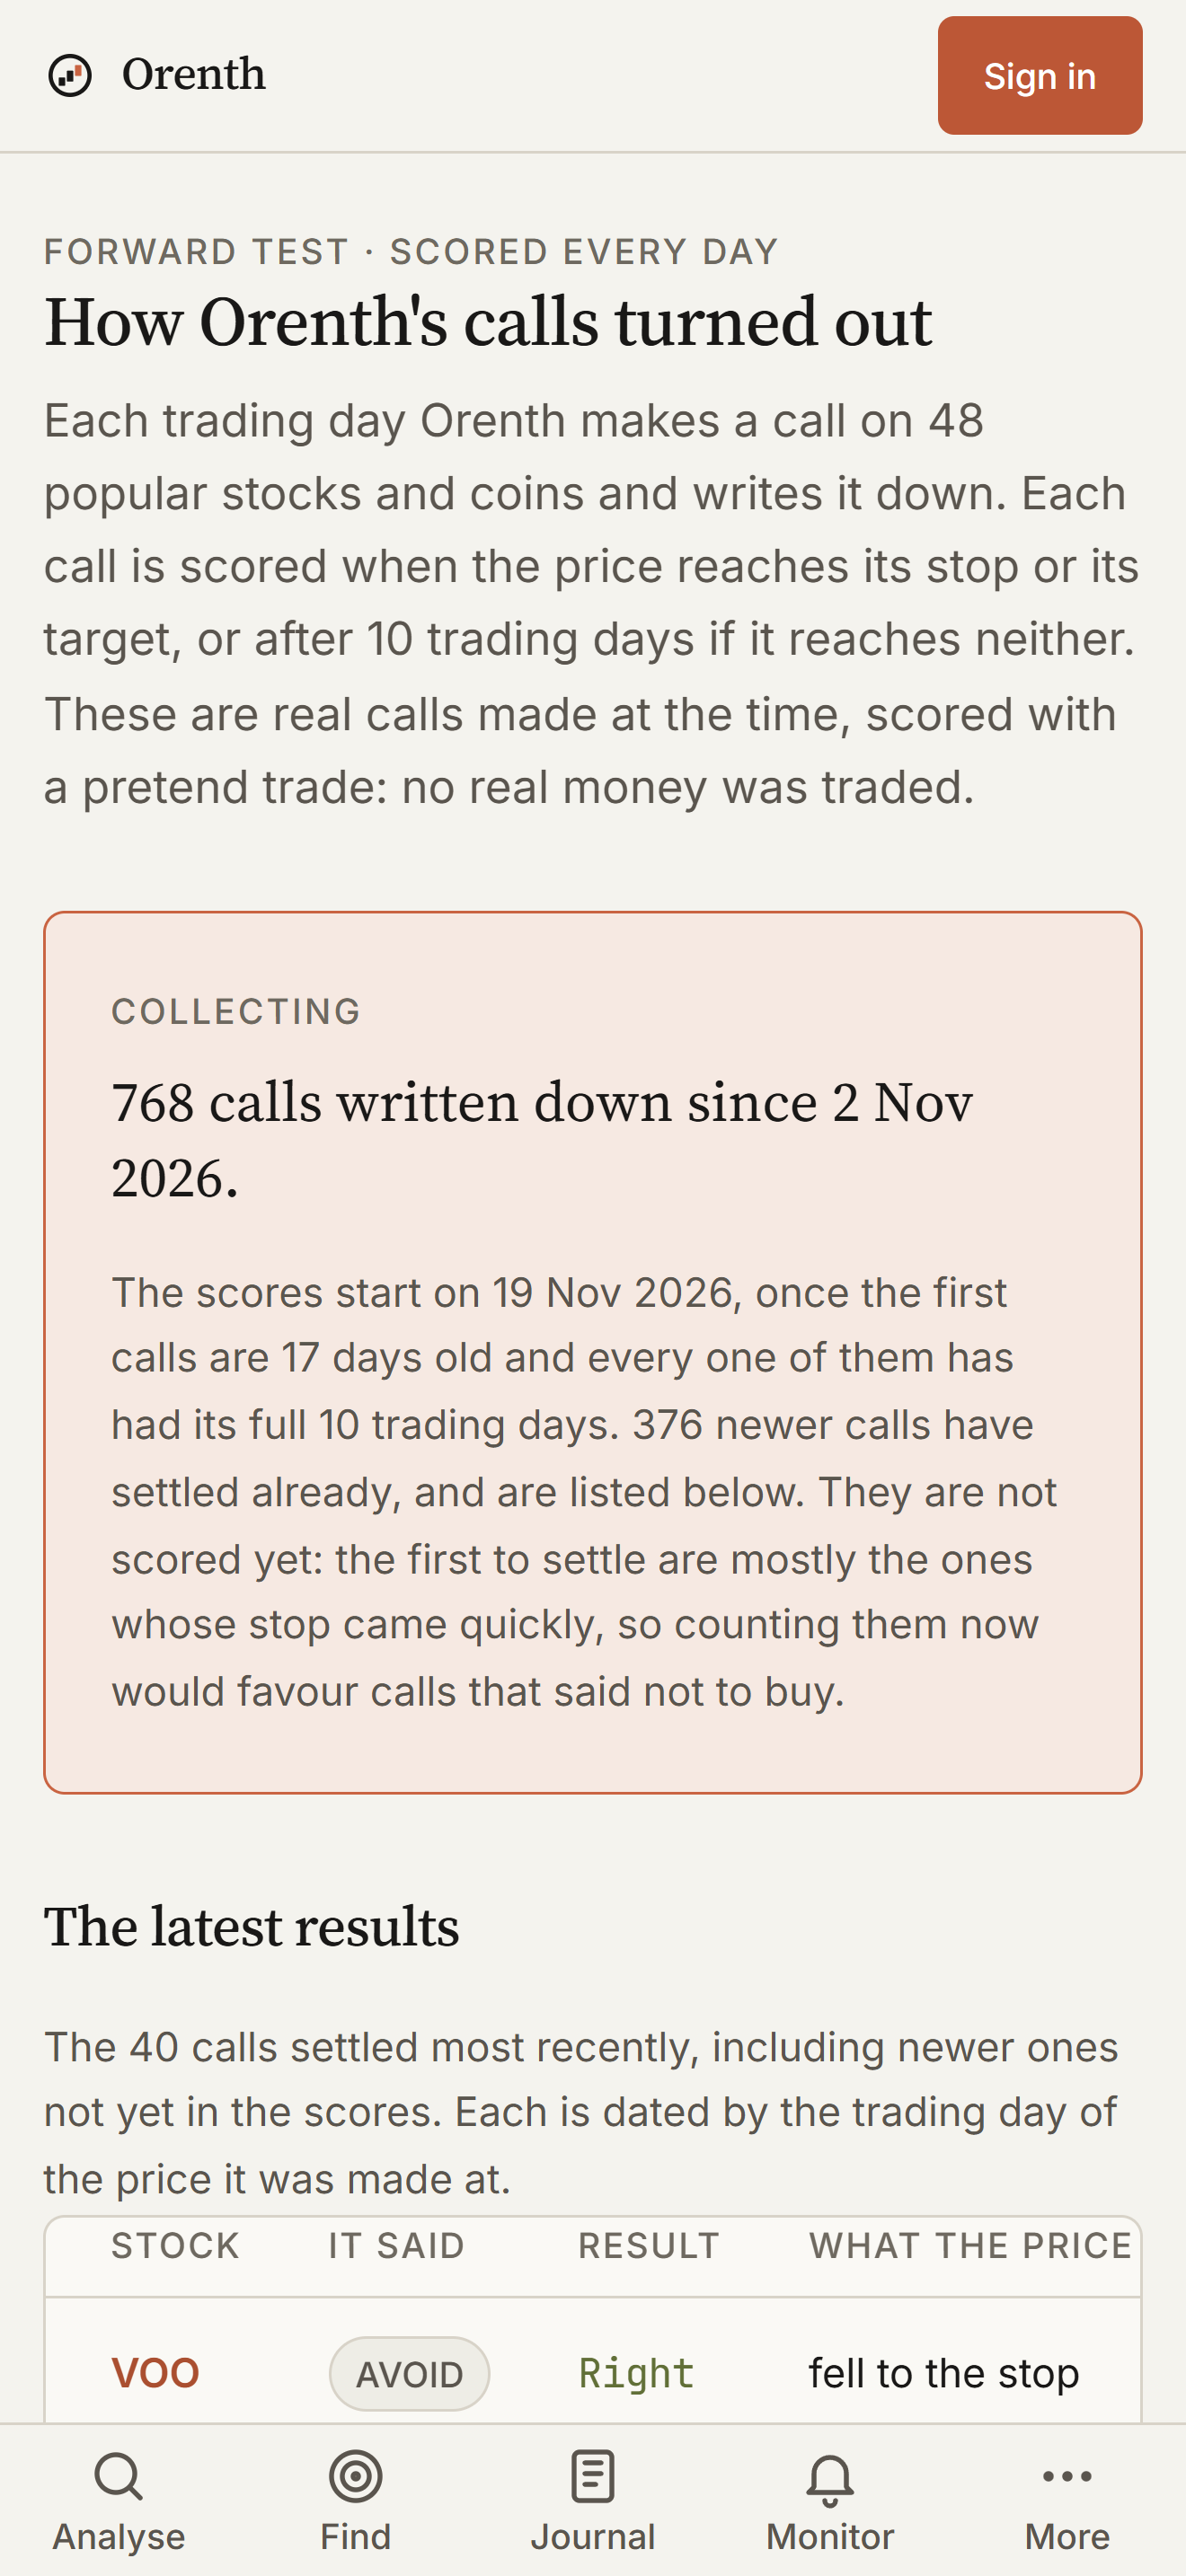 Orenth
Sign in
FORWARD TEST · SCORED EVERY DAY
How Orenth's calls turned out
Each trading day Orenth makes a call on 48
popular stocks and coins and writes it down. Each
call is scored when the price reaches its stop or its
target, or after 10 trading days if it reaches neither.
These are real calls made at the time, scored with
a pretend trade: no real money was traded.
COLLECTING
768 calls written down since 2 Nov
2026.
The scores start on 19 Nov 2026, once the first
calls are 17 days old and every one of them has
had its full 10 trading days. 376 newer calls have
settled already, and are listed below. They are not
scored yet: the first to settle are mostly the ones
whose stop came quickly, so counting them now
would favour calls that said not to buy.
The latest results
The 40 calls settled most recently, including newer ones
not yet in the scores. Each is dated by the trading day of
the price it was made at.
STOCK IT SAID RESULT WHAT THE PRICE
VOO AVOID Right fell to the stop
Analyse Find Journal Monitor More